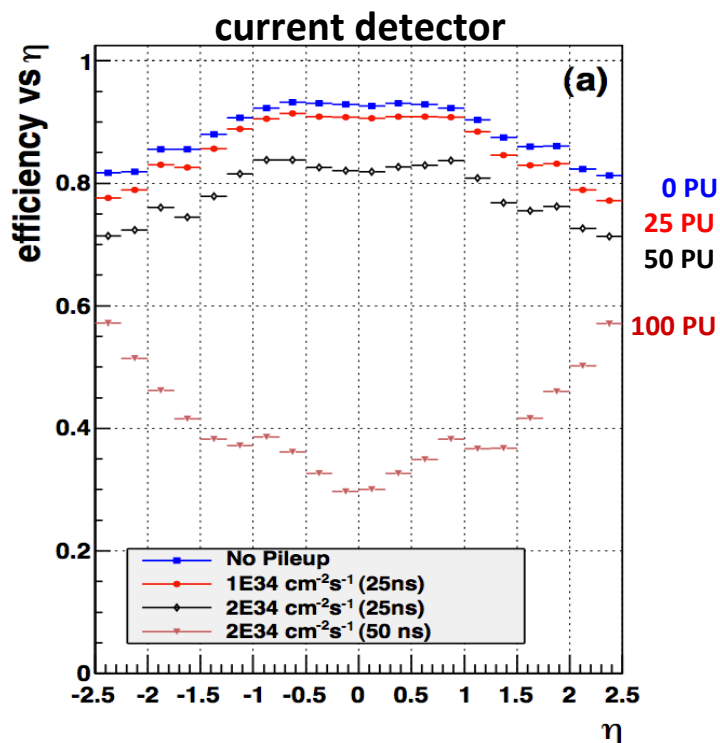 current detector
efficiency vs η
(a)
1
0.8
0.6
0.4
0.2
0
0 PU
25 PU
50 PU
100 PU
No Pileup
1E34 cm⁻²s⁻¹ (25ns)
2E34 cm⁻²s⁻¹ (25ns)
2E34 cm⁻²s⁻¹ (50 ns)
-2.5 -2 -1.5 -1 -0.5 0 0.5 1 1.5 2 2.5
η